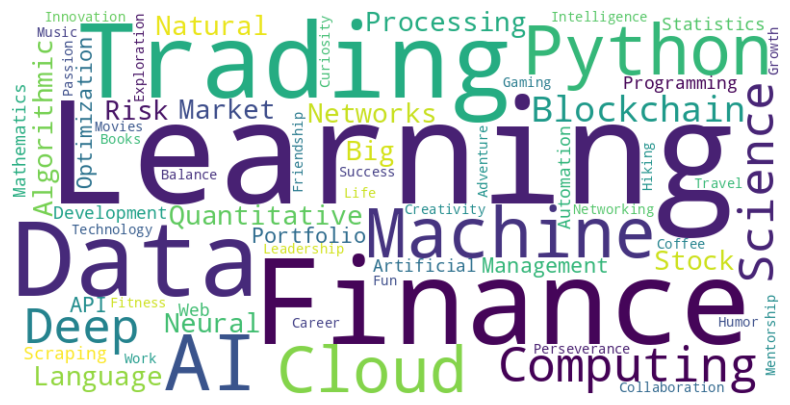 Innovation
Music
Passion
Exploration
Natural
Trading
Curiosity
Processing
Intelligence
Statistics
Python
Growth
Gaming
Programming
Mathematics
Algorithmic
Optimization
Risk
Market
Networks
Blockchain
Movies
Books
Learning
Balance
Friendship
Big
Success
Life
Adventure
Automation
Hiking
Travel
Science
Development
Technology
Quantitative
Portfolio
Leadership
Creativity
Networking
Machine
Coffee
Stock
Data
Artificial
Fun
Management
Finance
API
Fitness
Web
Deep
Neural
Career
Humor
Mentorship
Scraping
Work
Language
AI
Cloud
Perseverance
Computing
Collaboration